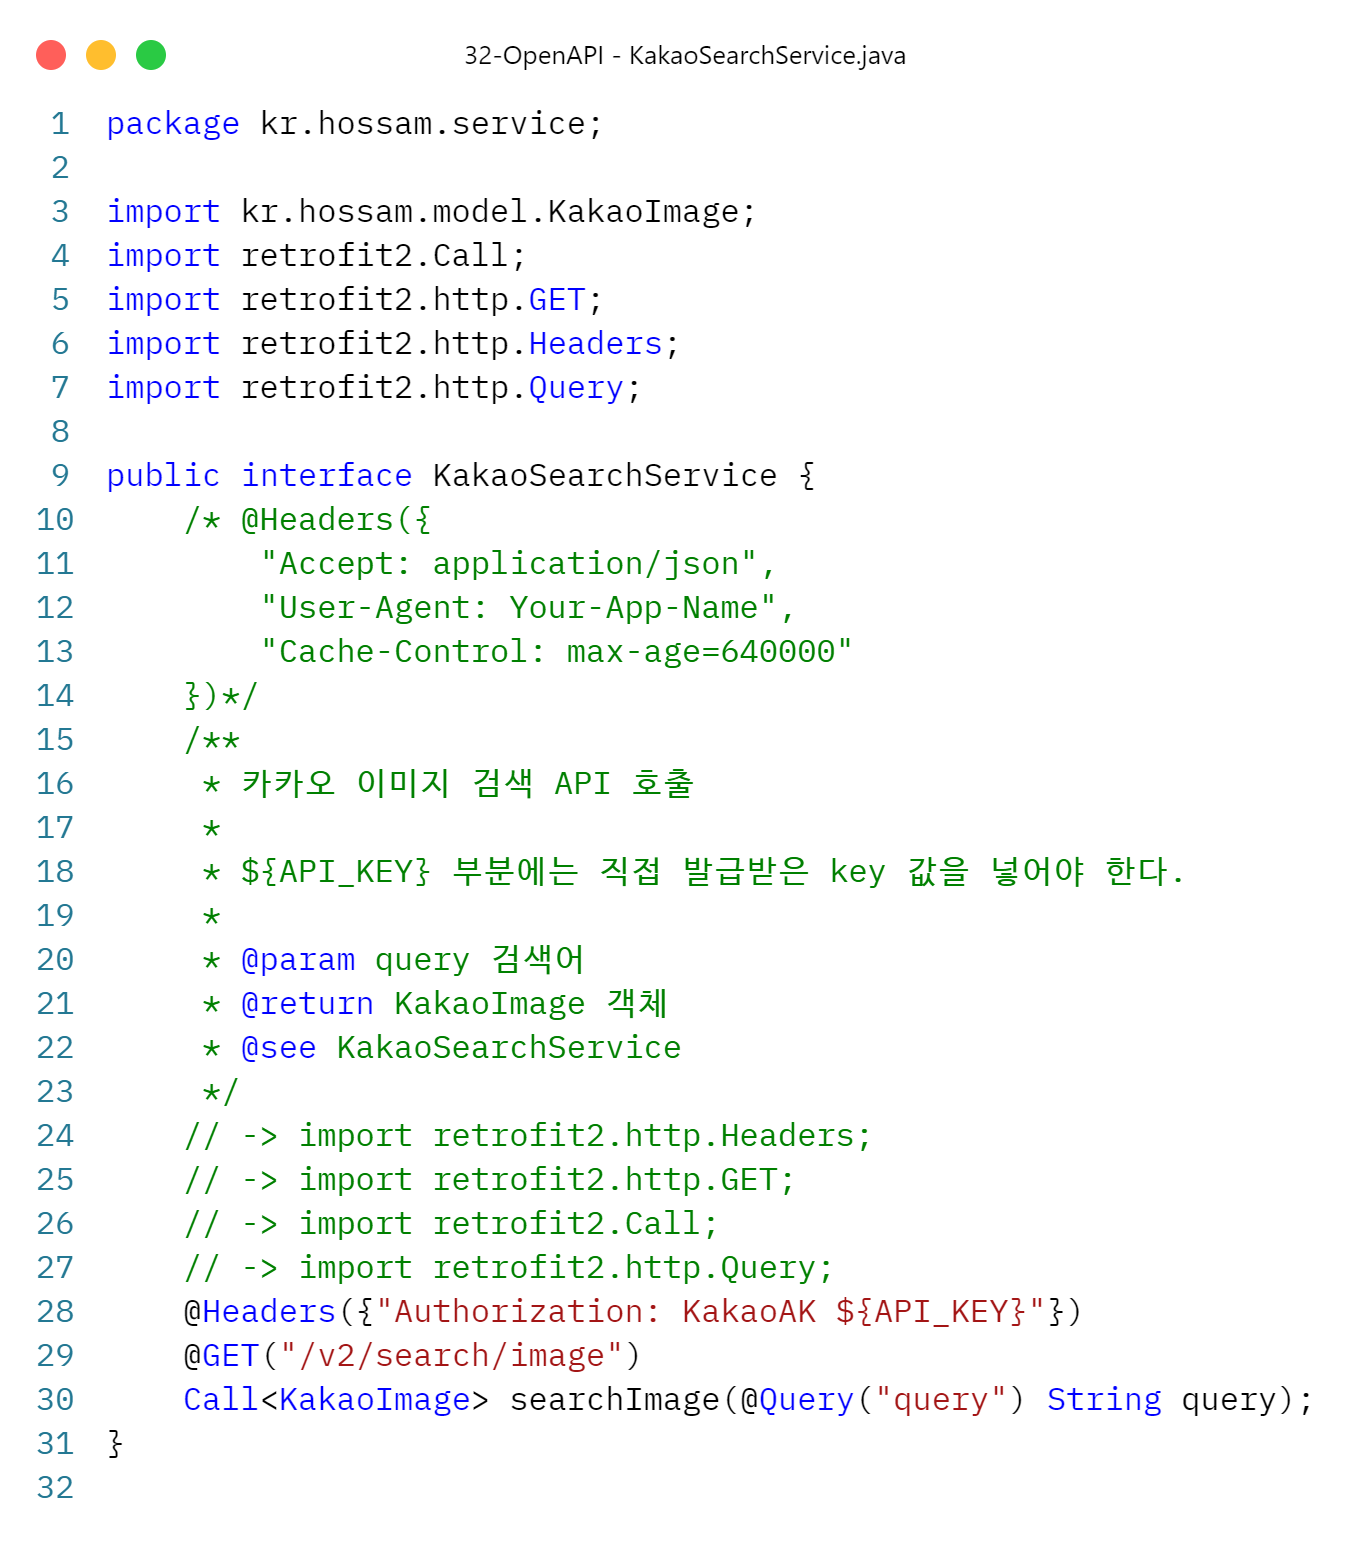 32-OpenAPI - KakaoSearchService.java
1 package kr.hossam.service;
2
3 import kr.hossam.model.KakaoImage;
4 import retrofit2.Call;
5 import retrofit2.http.GET;
6 import retrofit2.http.Headers;
7 import retrofit2.http.Query;
8
9 public interface KakaoSearchService {
10     /* @Headers({
11         "Accept: application/json",
12         "User-Agent: Your-App-Name",
13         "Cache-Control: max-age=640000"
14     })*/
15     /**
16      * 카카오 이미지 검색 API 호출
17      *
18      * ${API_KEY} 부분에는 직접 발급받은 key 값을 넣어야 한다.
19      *
20      * @param query 검색어
21      * @return KakaoImage 객체
22      * @see KakaoSearchService
23      */
24     // -> import retrofit2.http.Headers;
25     // -> import retrofit2.http.GET;
26     // -> import retrofit2.Call;
27     // -> import retrofit2.http.Query;
28     @Headers({"Authorization: KakaoAK ${API_KEY}"})
29     @GET("/v2/search/image")
30     Call<KakaoImage> searchImage(@Query("query") String query);
31 }
32